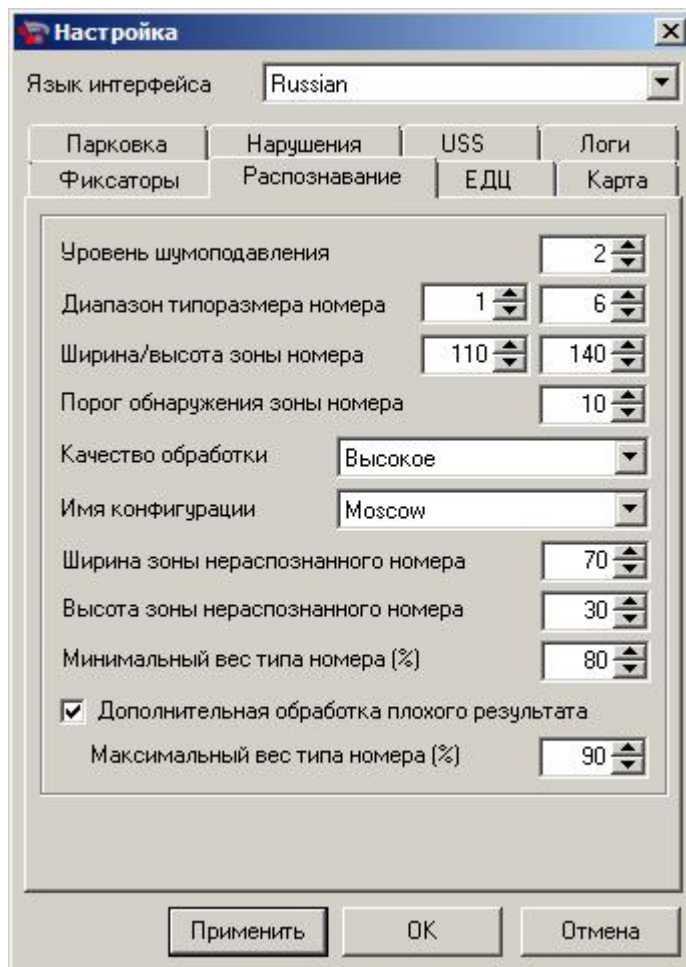 Настройка
Язык интерфейса Russian
Парковка Нарушения USS Логи
Фиксаторы Распознавание ЕДЦ Карта
Уровень шумоподавления 2
Диапазон типоразмера номера 1 6
Ширина/высота зоны номера 110 140
Порог обнаружения зоны номера 10
Качество обработки Высокое
Имя конфигурации Moscow
Ширина зоны нераспознанного номера 70
Высота зоны нераспознанного номера 30
Минимальный вес типа номера (%) 80
Дополнительная обработка плохого результата
Максимальный вес типа номера (%) 90
Применить OK Отмена